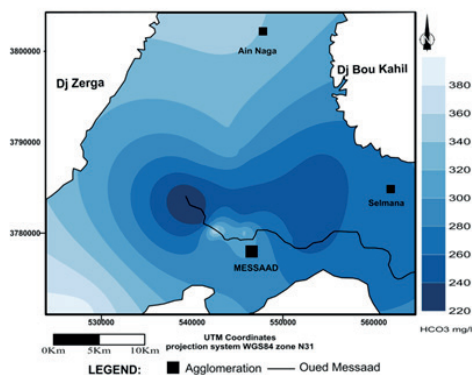 3800000
3790000
3780000
Ain Naga
Dj Zerga
Dj Bou Kahil
Selmana
MESSAAD
N
380
360
340
320
300
280
260
240
220
HCO3 mg/l
530000 540000 550000 560000
0Km 5Km 10Km
UTM Coordinates
projection system WGS84 zone N31
LEGEND: Agglomeration Oued Messaad